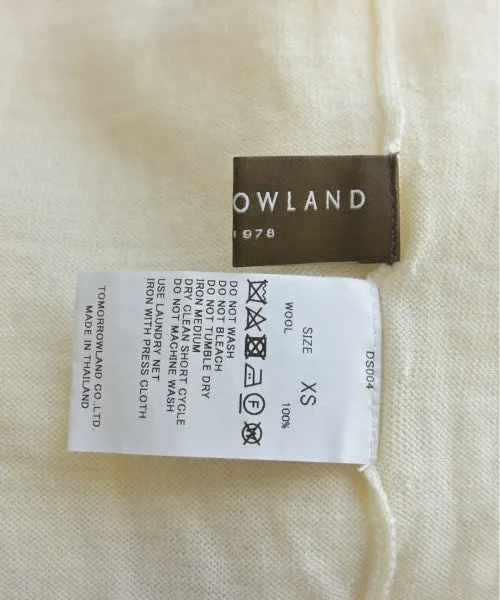 OWLAND
1978
DS004
SIZE XS
WOOL 100%
DO NOT WASH
DO NOT BLEACH
DO NOT TUMBLE DRY
IRON MEDIUM
DRY CLEAN SHORT CYCLE
DO NOT MACHINE WASH
USE LAUNDRY NET
IRON WITH PRESS CLOTH
TOMORROWLAND CO.,LTD.
MADE IN THAILAND